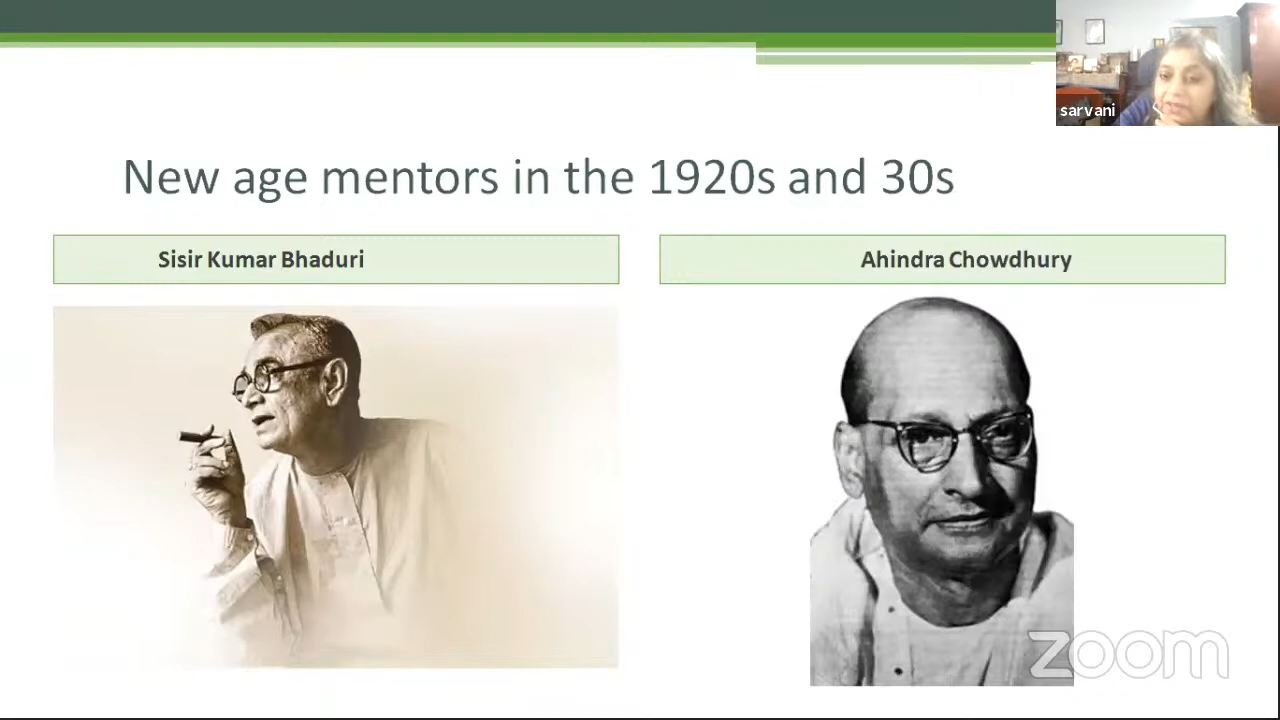 sarvani
New age mentors in the 1920s and 30s
Sisir Kumar Bhaduri
Ahindra Chowdhury
zoom